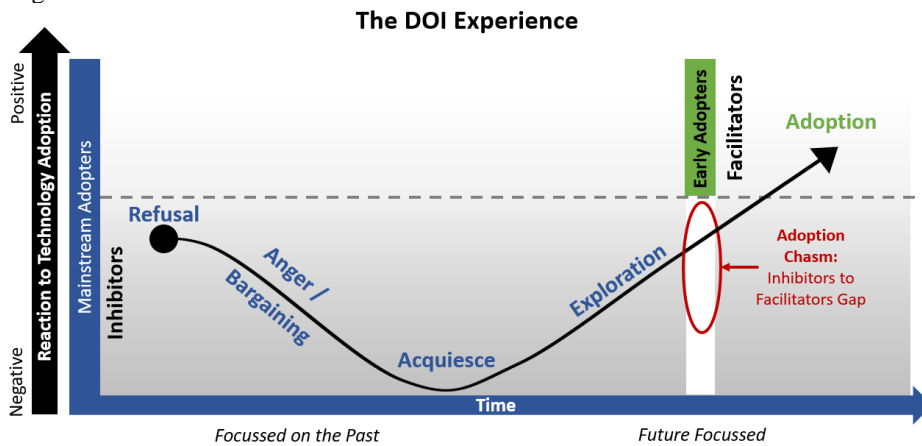 The DOI Experience
Reaction to Technology Adoption
Positive
Negative
Mainstream Adopters
Inhibitors
Refusal
Anger /
Bargaining
Acquiesce
Exploration
Early Adopters
Facilitators
Adoption
Adoption
Chasm:
Inhibitors to
Facilitators Gap
Time
Focussed on the Past
Future Focussed